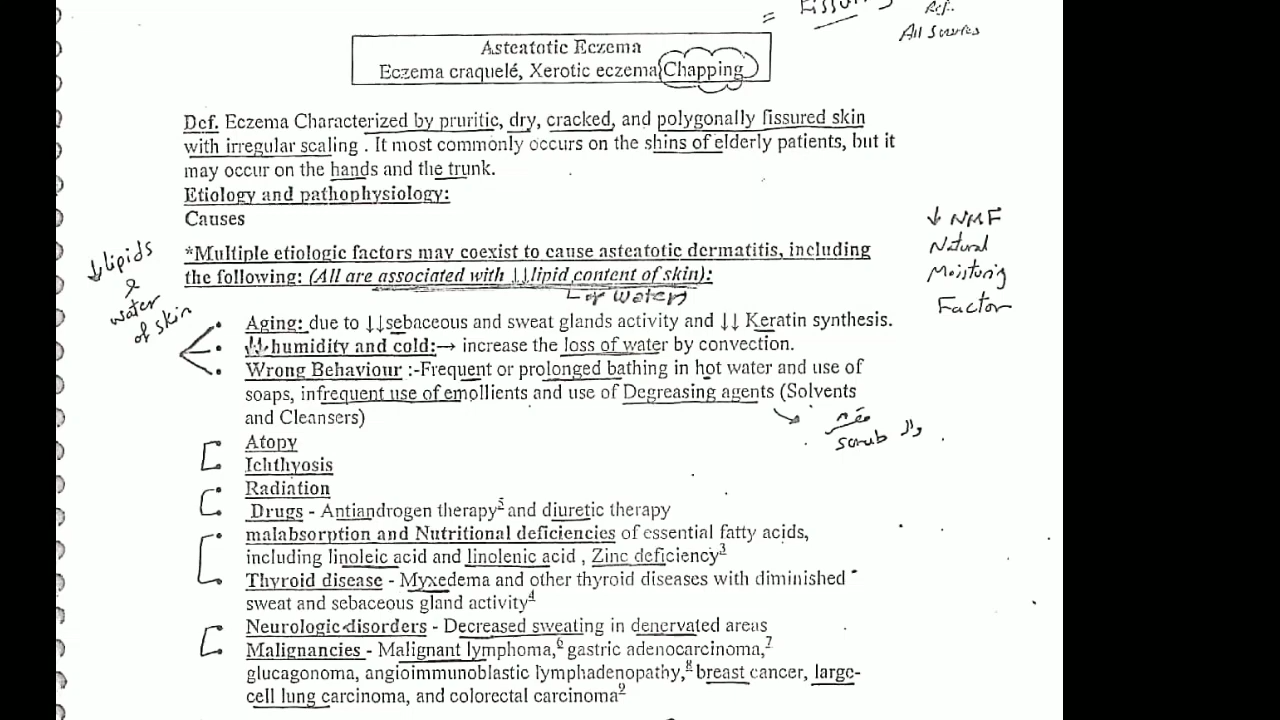 = Fissuring
Ref.
All Sources
Asteatotic Eczema
Eczema craquelé, Xerotic eczema Chapping
Def. Eczema Characterized by pruritic, dry, cracked, and polygonally fissured skin
with irregular scaling . It most commonly occurs on the shins of elderly patients, but it
may occur on the hands and the trunk.
Etiology and pathophysiology:
Causes
*Multiple etiologic factors may coexist to cause asteatotic dermatitis, including
the following: (All are associated with ↓↓lipid content of skin):
or water
↓ lipids
&
water
of skin
↓ NMF
Natural
Moisturing
Factor
• Aging: due to ↓↓sebaceous and sweat glands activity and ↓↓ Keratin synthesis.
• ↓↓ humidity and cold:→ increase the loss of water by convection.
• Wrong Behaviour :-Frequent or prolonged bathing in hot water and use of
soaps, infrequent use of emollients and use of Degreasing agents (Solvents
and Cleansers)
وال scrub
• Atopy
• Ichthyosis
• Radiation
• Drugs - Antiandrogen therapy5 and diuretic therapy
• malabsorption and Nutritional deficiencies of essential fatty acids,
including linoleic acid and linolenic acid , Zinc deficiency3
• Thyroid disease - Myxedema and other thyroid diseases with diminished
sweat and sebaceous gland activity4
• Neurologic disorders - Decreased sweating in denervated areas
• Malignancies - Malignant lymphoma,6 gastric adenocarcinoma,7
glucagonoma, angioimmunoblastic lymphadenopathy,8 breast cancer, large-
cell lung carcinoma, and colorectal carcinoma9